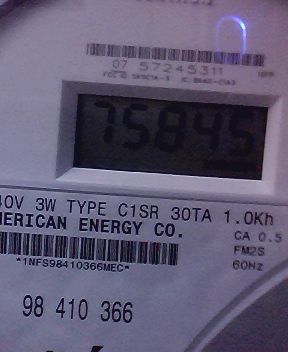 07 57245311
75845
40V 3W TYPE C1SR 30TA 1.0Kh
MERICAN ENERGY CO.
CA 0.5
FM2S
60Hz
*1NFS98410366MEC*
98 410 366